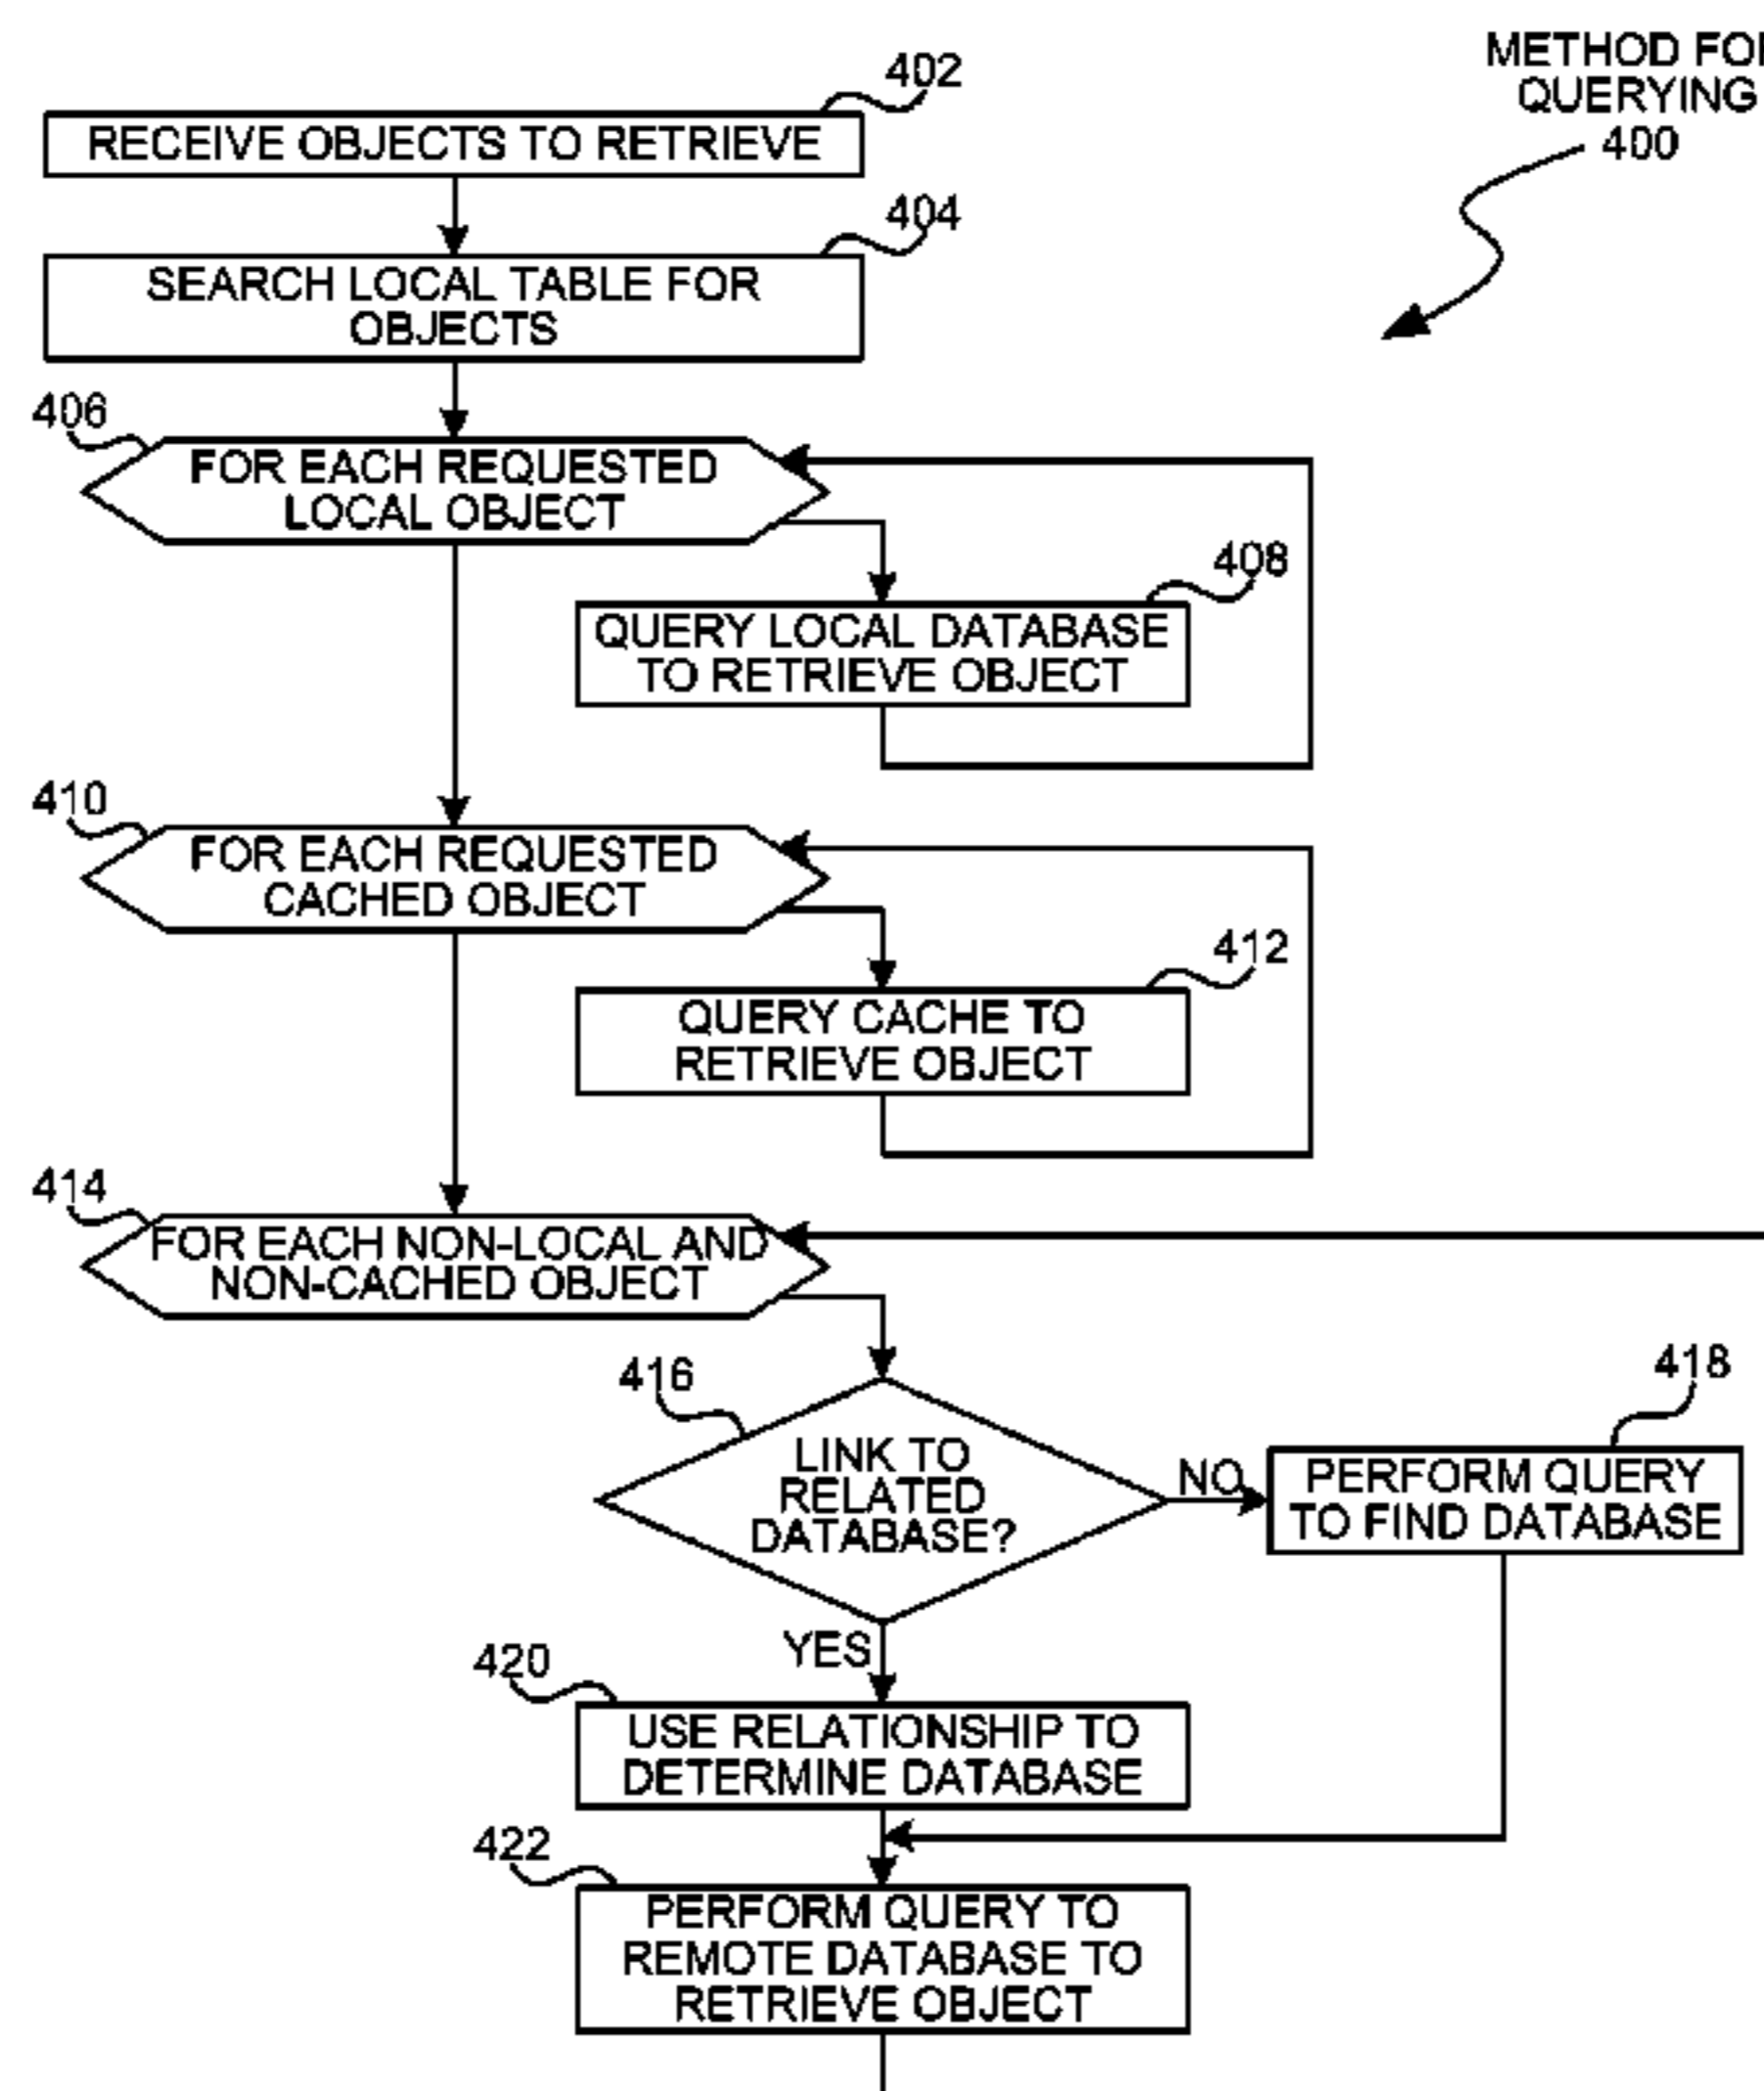 METHOD FO
QUERYING
400
402
RECEIVE OBJECTS TO RETRIEVE
404
SEARCH LOCAL TABLE FOR
OBJECTS
406
FOR EACH REQUESTED
LOCAL OBJECT
408
QUERY LOCAL DATABASE
TO RETRIEVE OBJECT
410
FOR EACH REQUESTED
CACHED OBJECT
412
QUERY CACHE TO
RETRIEVE OBJECT
414
FOR EACH NON-LOCAL AND
NON-CACHED OBJECT
416
LINK TO
RELATED
DATABASE?
NO
418
PERFORM QUERY
TO FIND DATABASE
YES
420
USE RELATIONSHIP TO
DETERMINE DATABASE
422
PERFORM QUERY TO
REMOTE DATABASE TO
RETRIEVE OBJECT